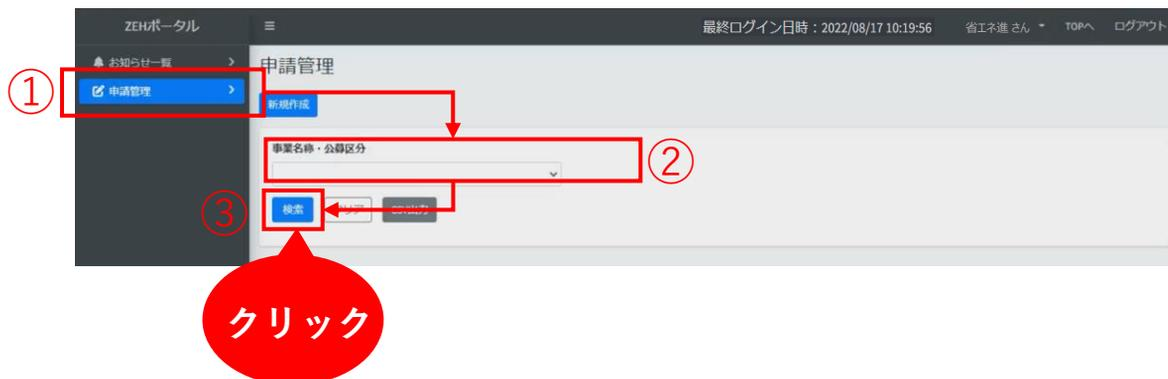 ZEHポータル
最終ログイン日時：2022/08/17 10:19:56
省エネ進 さん
TOPへ
ログアウト
お知らせ一覧
申請管理
①
申請管理
新規作成
事業名称・公募区分
②
③
検索
クリック